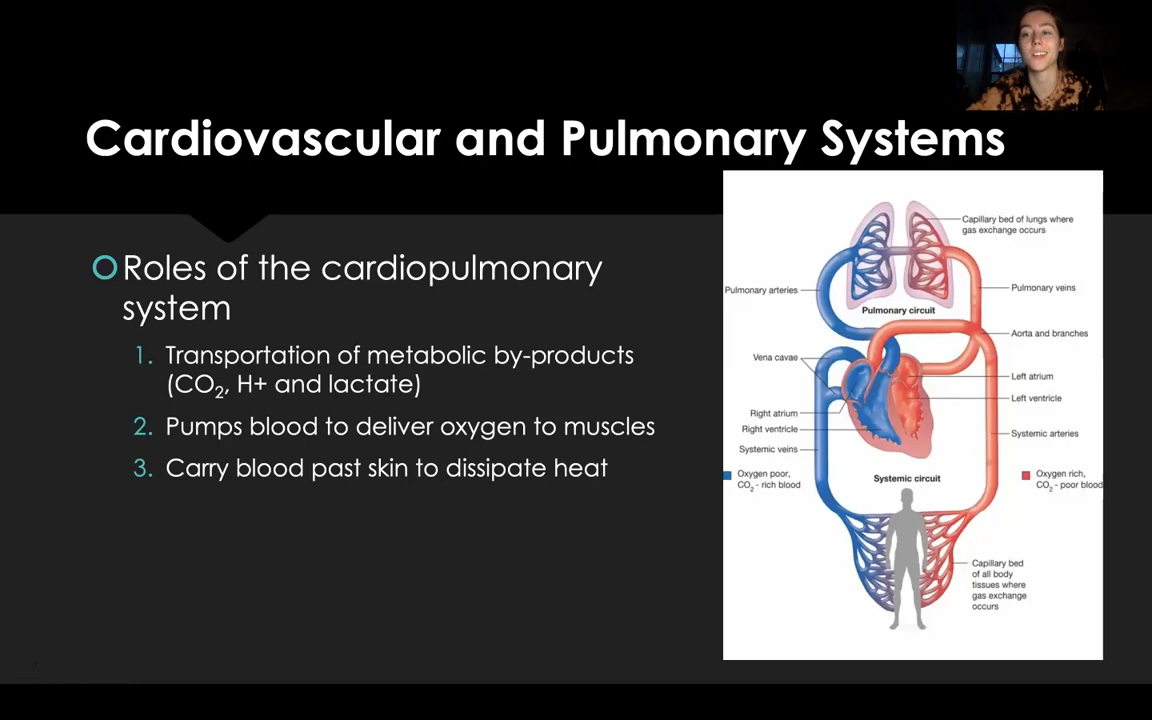 Cardiovascular and Pulmonary Systems
Roles of the cardiopulmonary
system
1. Transportation of metabolic by-products
(CO₂, H+ and lactate)
2. Pumps blood to deliver oxygen to muscles
3. Carry blood past skin to dissipate heat
Capillary bed of lungs where
gas exchange occurs
Pulmonary arteries
Pulmonary veins
Pulmonary circuit
Aorta and branches
Vena cavae
Left atrium
Left ventricle
Right atrium
Right ventricle
Systemic arteries
Systemic veins
Oxygen poor,
CO₂ - rich blood
Systemic circuit
Oxygen rich,
CO₂ - poor blood
Capillary bed
of all body
tissues where
gas exchange
occurs